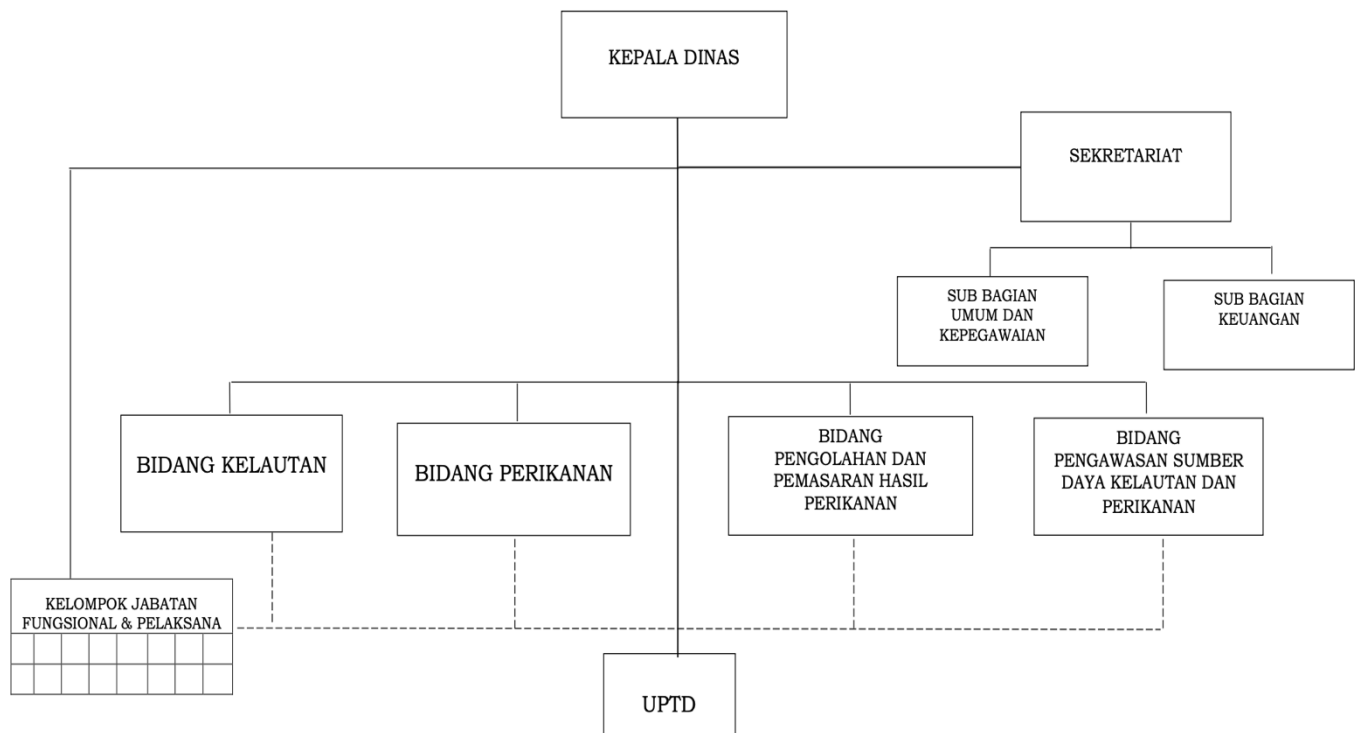 KEPALA DINAS
SEKRETARIAT
SUB BAGIAN
UMUM DAN
KEPEGAWAIAN
SUB BAGIAN
KEUANGAN
BIDANG KELAUTAN
BIDANG PERIKANAN
BIDANG
PENGOLAHAN DAN
PEMASARAN HASIL
PERIKANAN
BIDANG
PENGAWASAN SUMBER
DAYA KELAUTAN DAN
PERIKANAN
KELOMPOK JABATAN
FUNGSIONAL & PELAKSANA
UPTD